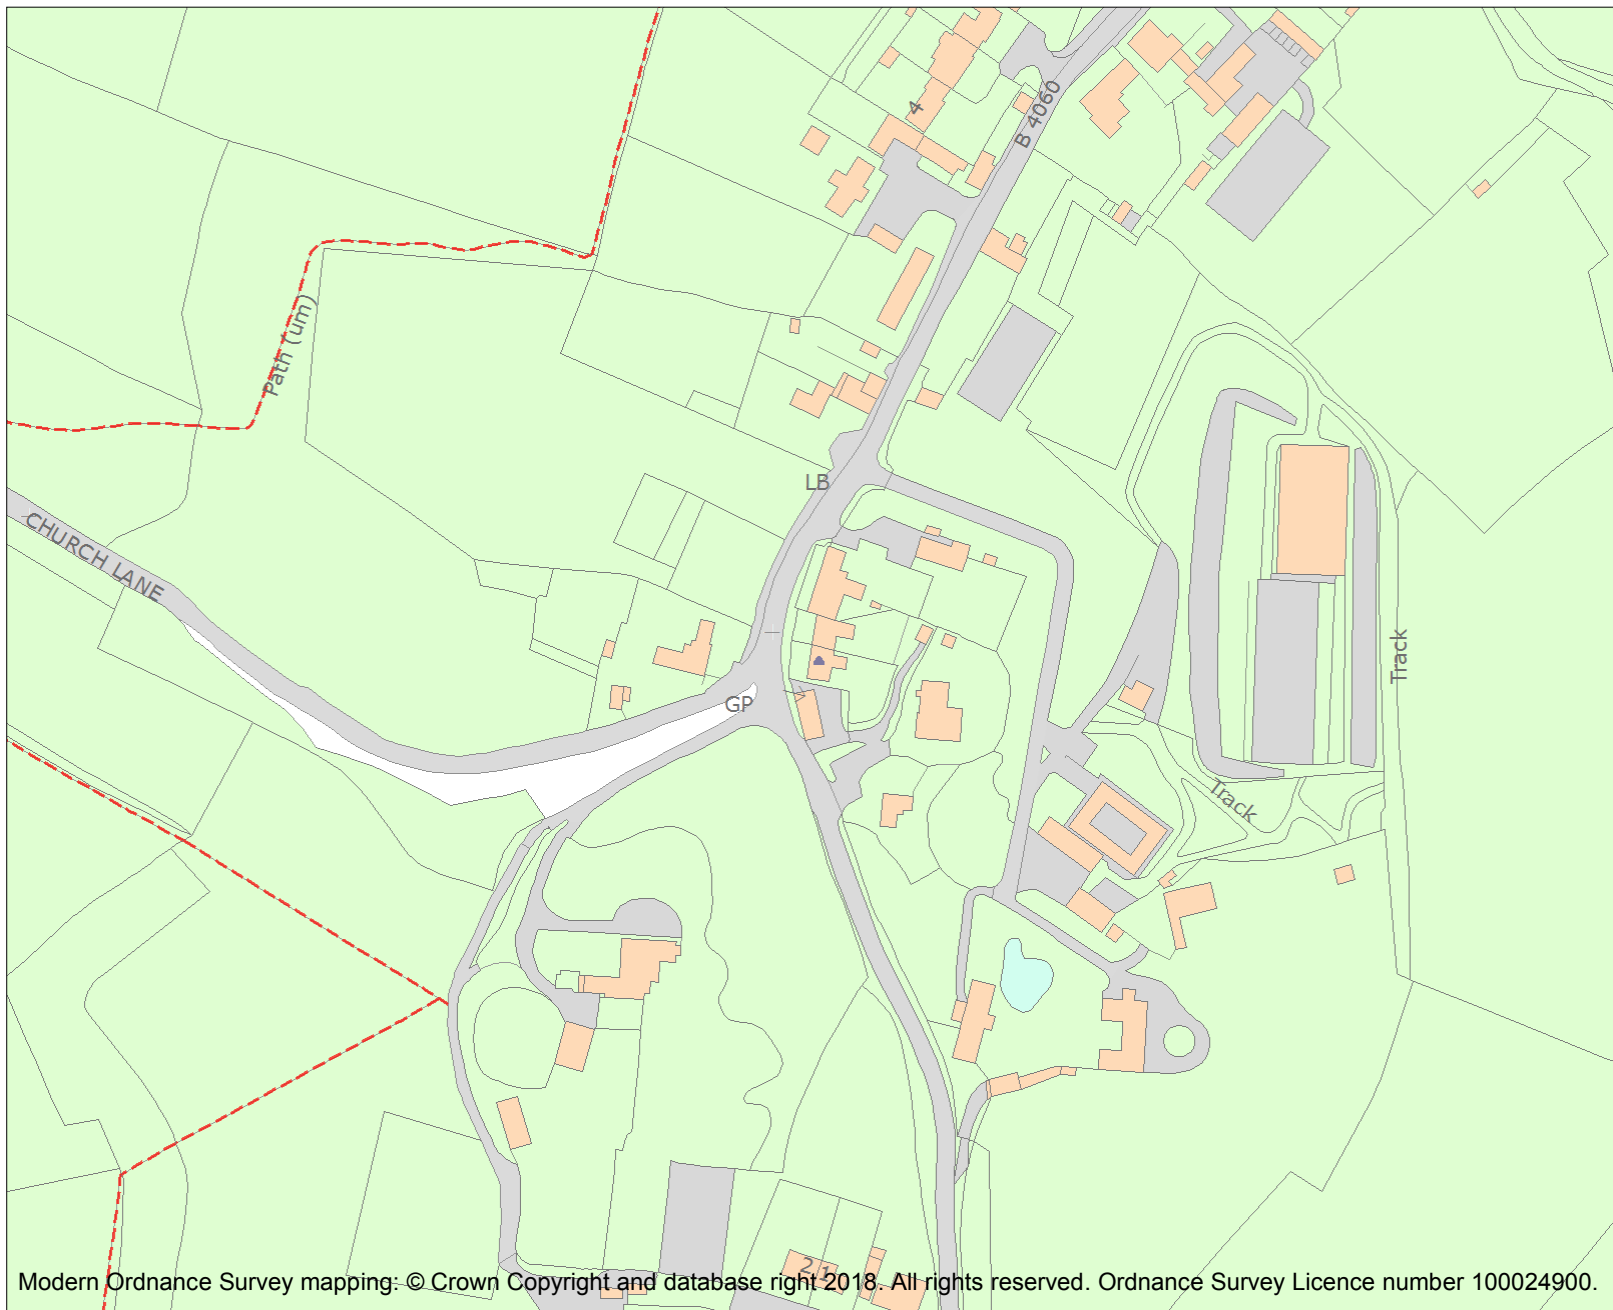 4
B 4060
Path (um)
LB
CHURCH LANE
Track
GP
Track
2
1
Modern Ordnance Survey mapping: © Crown Copyright and database right 2018. All rights reserved. Ordnance Survey Licence number 100024900.